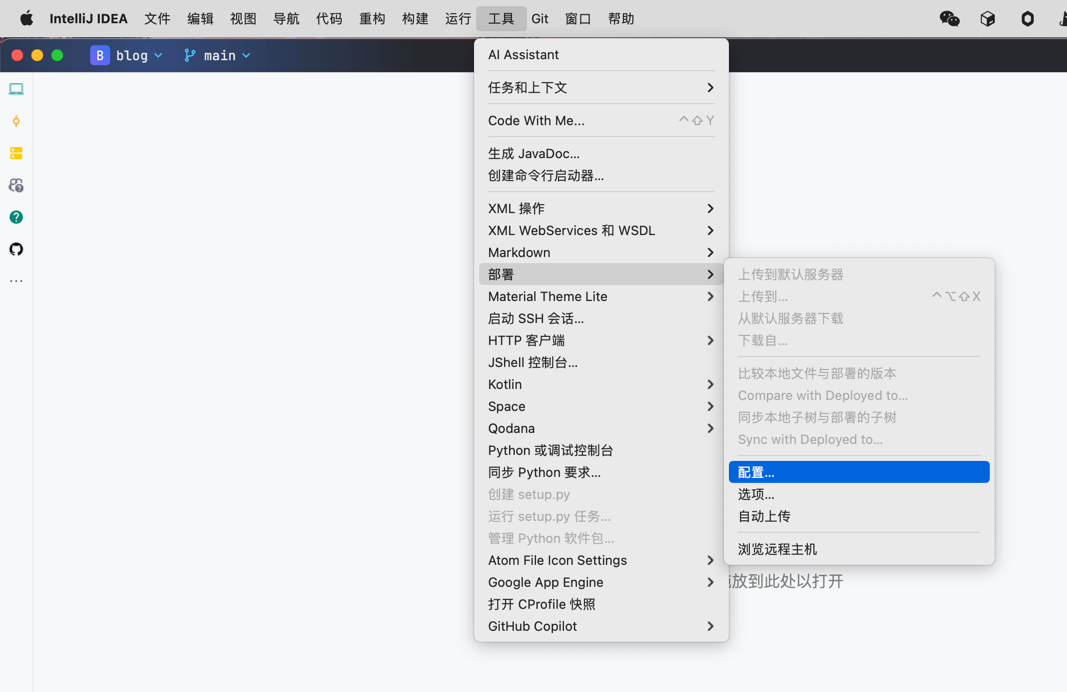 IntelliJ IDEA 文件 编辑 视图 导航 代码 重构 构建 运行 工具 Git 窗口 帮助
B blog main
AI Assistant
任务和上下文
Code With Me... ^⇧Y
生成 JavaDoc...
创建命令行启动器...
XML 操作
XML WebServices 和 WSDL
Markdown
部署
Material Theme Lite
启动 SSH 会话...
HTTP 客户端
JShell 控制台...
Kotlin
Space
Qodana
Python 或调试控制台
同步 Python 要求...
创建 setup.py
运行 setup.py 任务...
管理 Python 软件包...
Atom File Icon Settings
Google App Engine
打开 CProfile 快照
GitHub Copilot
上传到默认服务器
上传到... ^⌥⇧X
从默认服务器下载
下载自...
比较本地文件与部署的版本
Compare with Deployed to...
同步本地子树与部署的子树
Sync with Deployed to...
配置...
选项...
自动上传
浏览远程主机
放到此处以打开